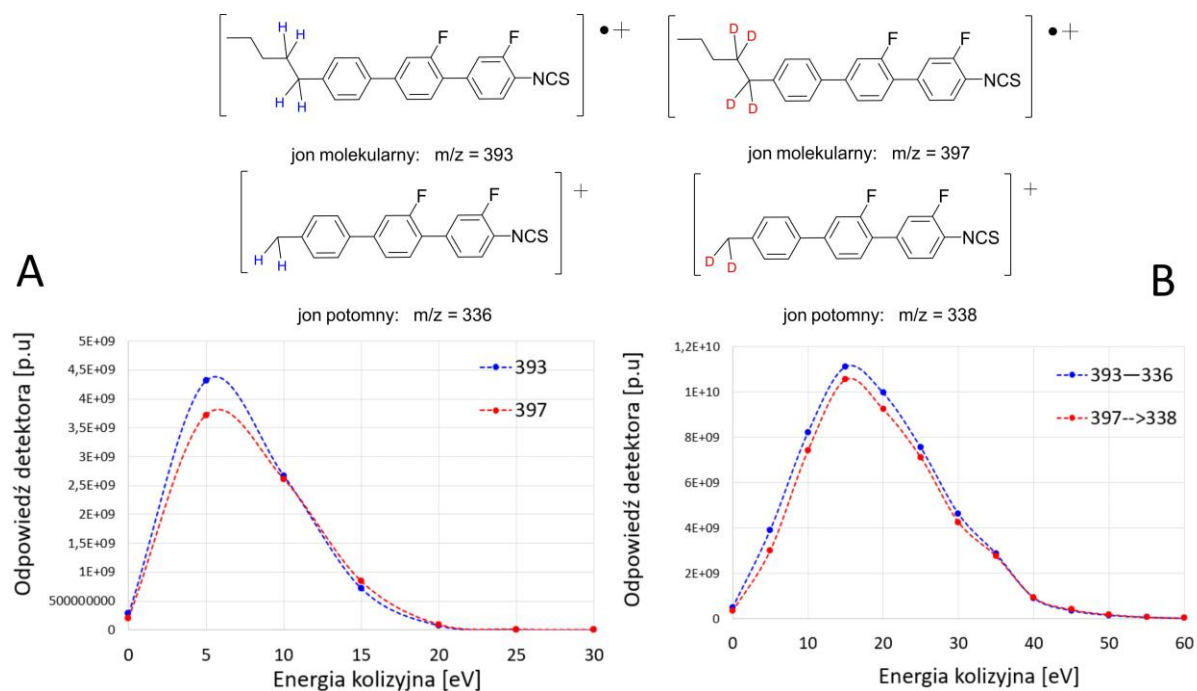 H
H
F
F
NCS
H
H
•+
D
D
F
F
NCS
D
D
•+
jon molekularny: m/z = 393
jon molekularny: m/z = 397
F
F
NCS
H
H
+
F
F
NCS
D
D
+
A
B
jon potomny: m/z = 336
jon potomny: m/z = 338
Odpowiedź detektora [p.u]
5E+09
4,5E+09
4E+09
3,5E+09
3E+09
2,5E+09
2E+09
1,5E+09
1E+09
500000000
0
0 5 10 15 20 25 30
Energia kolizyjna [eV]
393
397
Odpowiedź detektora [p.u]
1,2E+10
1E+10
8E+09
6E+09
4E+09
2E+09
0
0 10 20 30 40 50 60
Energia kolizyjna [eV]
393—336
397-->338